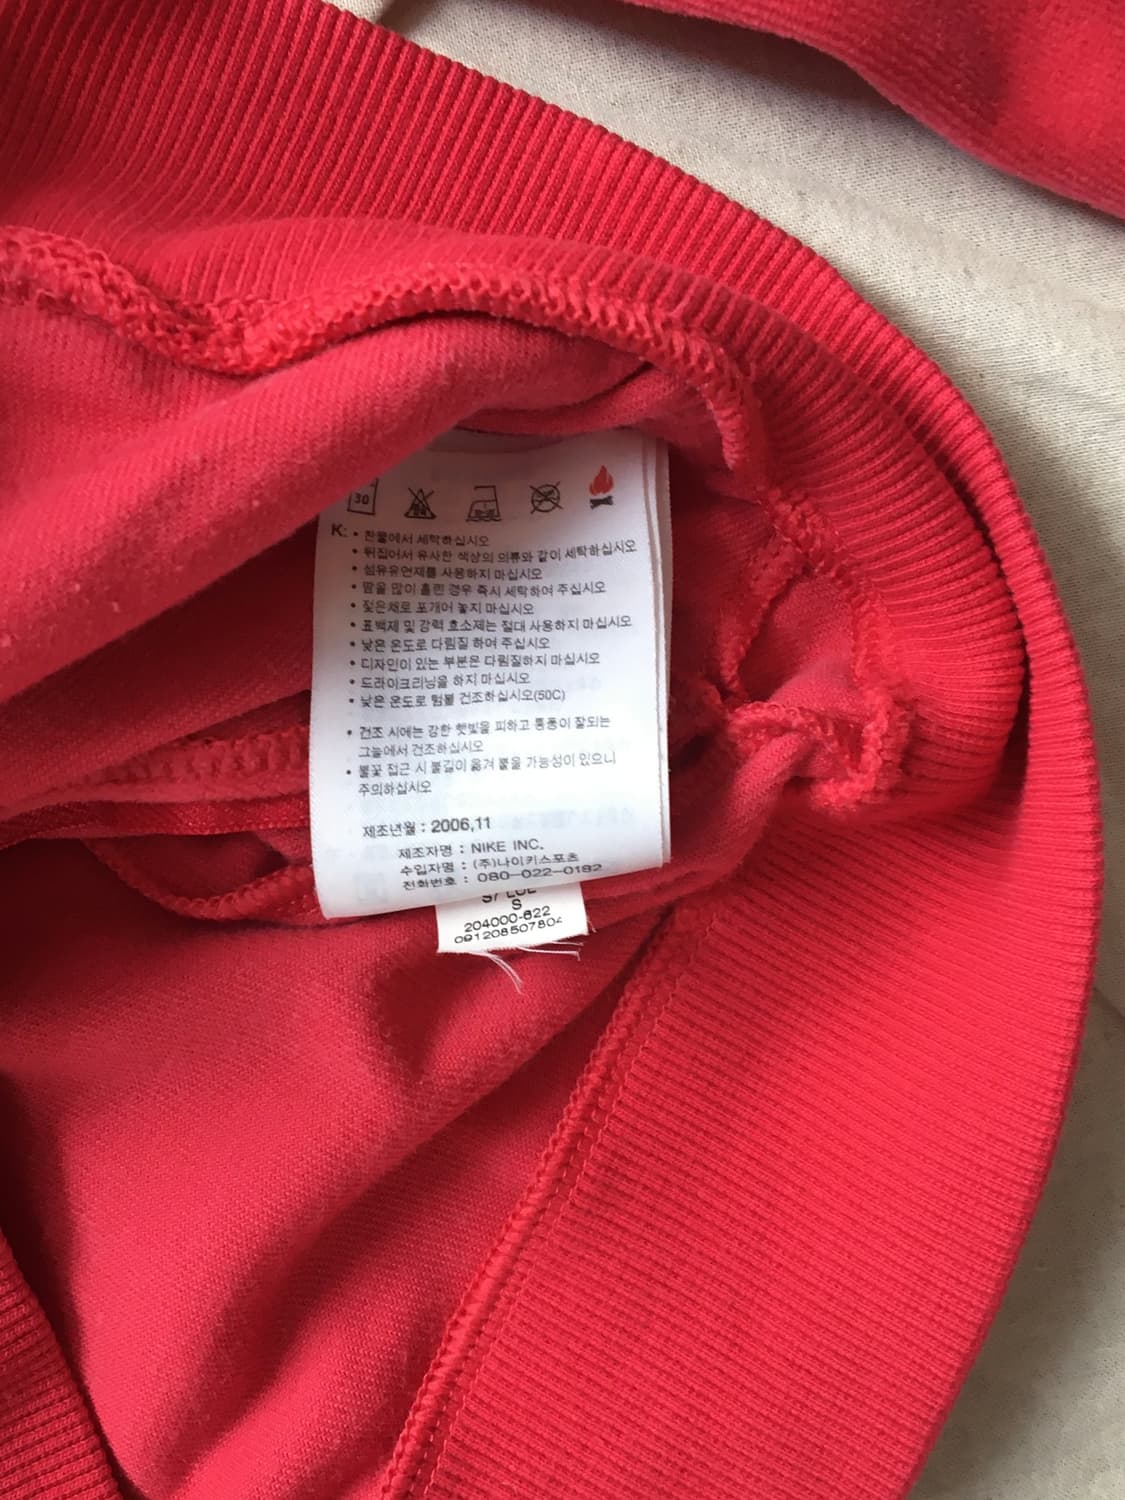 30
K: • 찬물에서 세탁하십시오
• 뒤집어서 유사한 색상의 의류와 같이 세탁하십시오
• 섬유유연제를 사용하지 마십시오
• 땀을 많이 흘린 경우 즉시 세탁하여 주십시오
• 젖은채로 포개어 놓지 마십시오
• 표백제 및 강력 효소제는 절대 사용하지 마십시오
• 낮은 온도로 다림질 하여 주십시오
• 디자인이 있는 부분은 다림질하지 마십시오
• 드라이크리닝을 하지 마십시오
• 낮은 온도로 텀블 건조하십시오(50C)
• 건조 시에는 강한 햇빛을 피하고 통풍이 잘되는
그늘에서 건조하십시오
• 불꽃 접근 시 불길이 옮겨 붙을 가능성이 있으니
주의하십시오
제조년월 : 2006,11
제조자명 : NIKE INC.
수입자명 : (주)나이키스포츠
전화번호 : 080-022-0182
S
204000-622